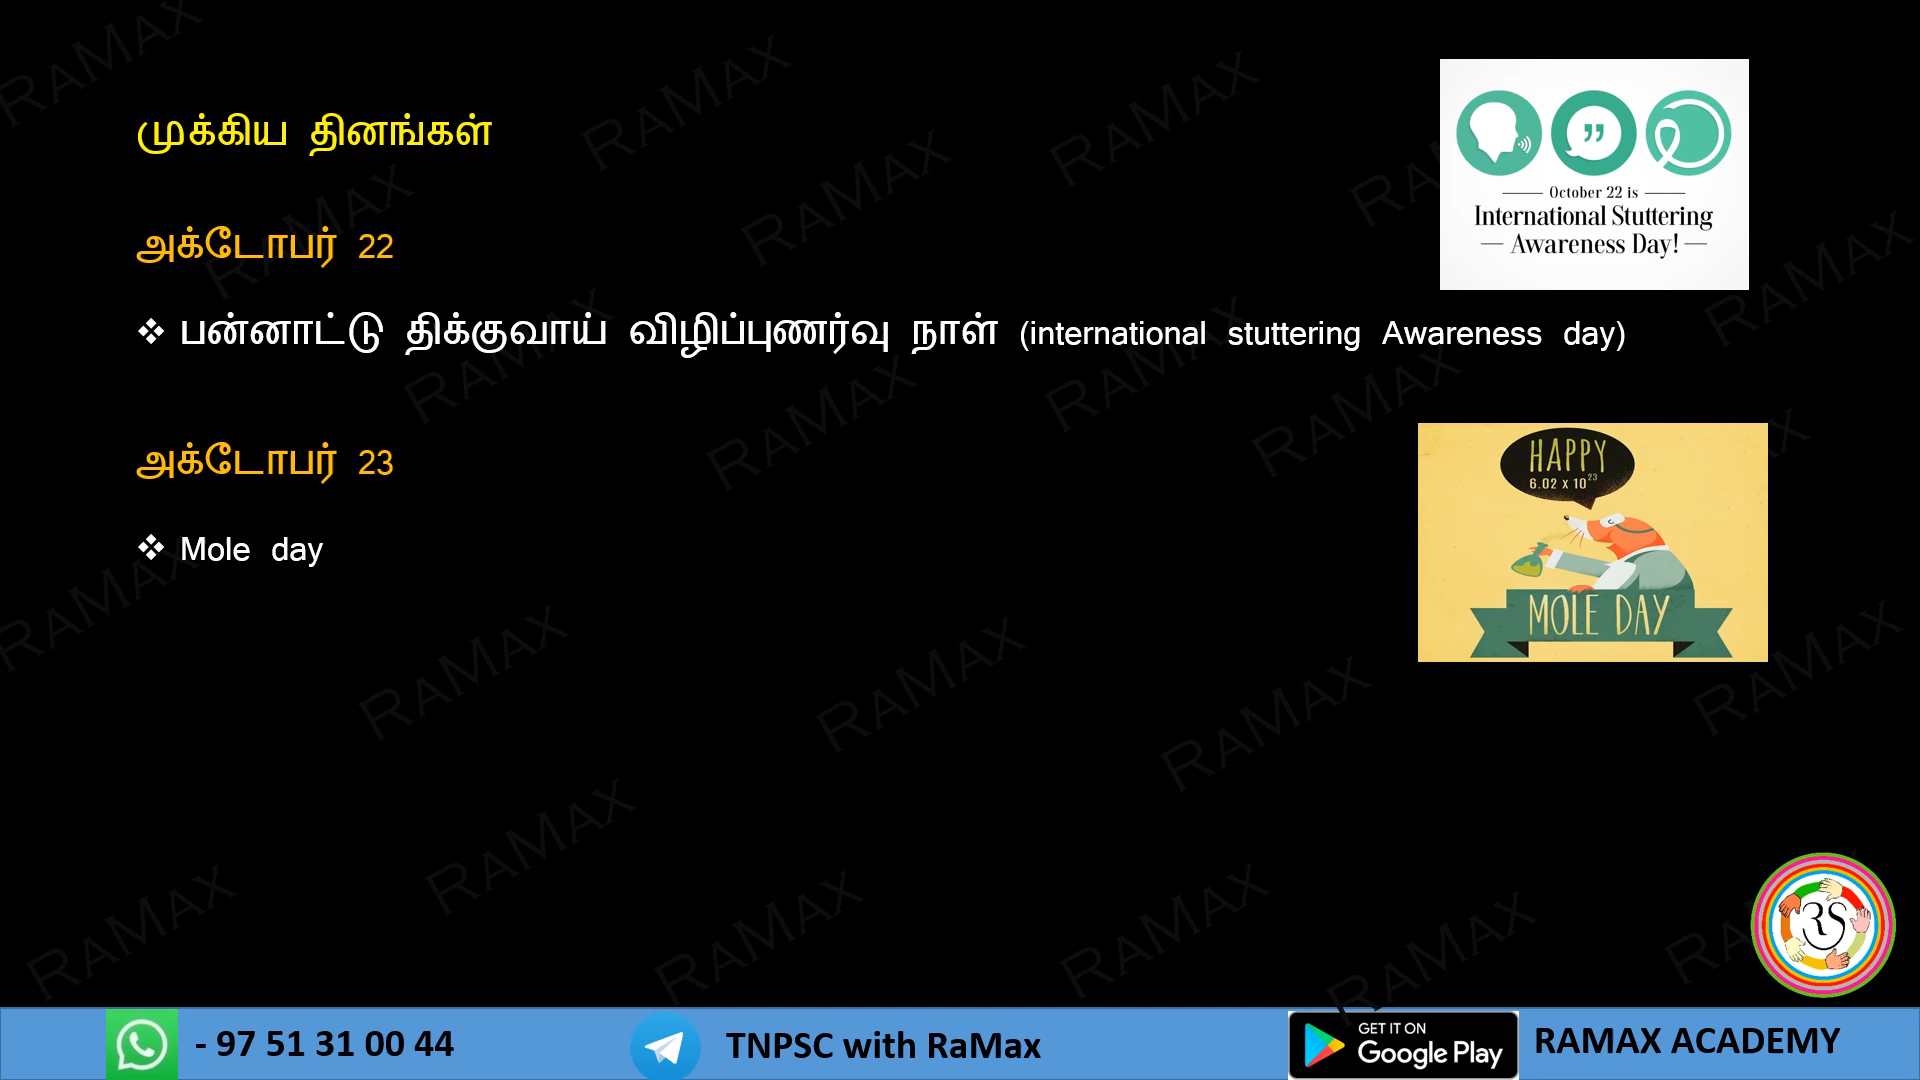 முக்கிய தினங்கள்
October 22 is
International Stuttering
Awareness Day!
அக்டோபர் 22
❖ பன்னாட்டு திக்குவாய் விழிப்புணர்வு நாள் (international stuttering Awareness day)
அக்டோபர் 23
HAPPY
6.02 x 10²³
MOLE DAY
❖ Mole day
RAMAX
- 97 51 31 00 44
TNPSC with RaMax
GET IT ON
Google Play
RAMAX ACADEMY